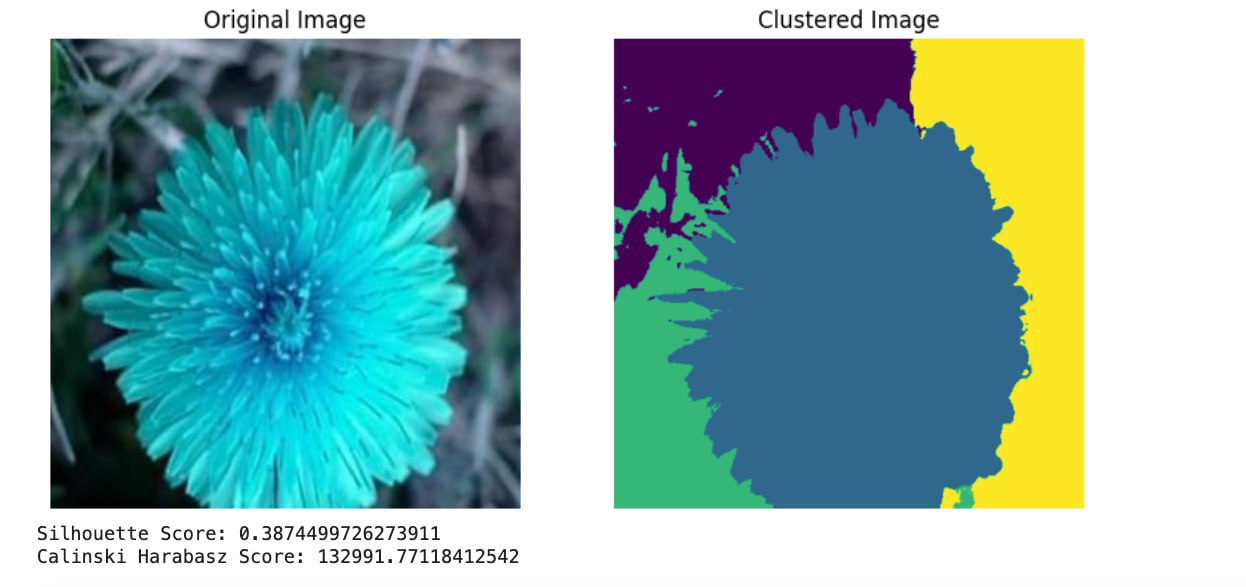 Original Image
Clustered Image
Silhouette Score: 0.3874499726273911
Calinski Harabasz Score: 132991.77118412542